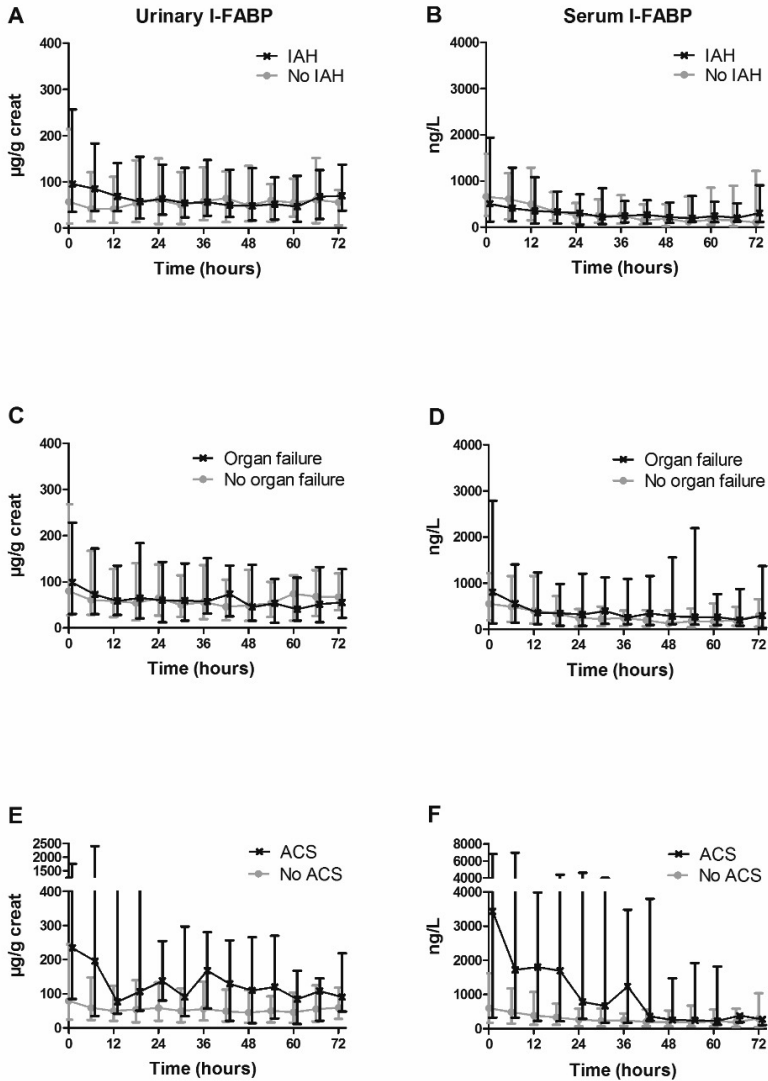 A
Urinary I-FABP
400
300
200
100
0
µg/g creat
IAH
No IAH
0 12 24 36 48 60 72
Time (hours)
B
Serum I-FABP
4000
3000
2000
1000
0
ng/L
IAH
No IAH
0 12 24 36 48 60 72
Time (hours)
C
400
300
200
100
0
µg/g creat
Organ failure
No organ failure
0 12 24 36 48 60 72
Time (hours)
D
4000
3000
2000
1000
0
ng/L
Organ failure
No organ failure
0 12 24 36 48 60 72
Time (hours)
E
2500
2000
1500
400
300
200
100
0
µg/g creat
ACS
No ACS
0 12 24 36 48 60 72
Time (hours)
F
8000
7000
6000
5000
4000
4000
3000
2000
1000
0
ng/L
ACS
No ACS
0 12 24 36 48 60 72
Time (hours)